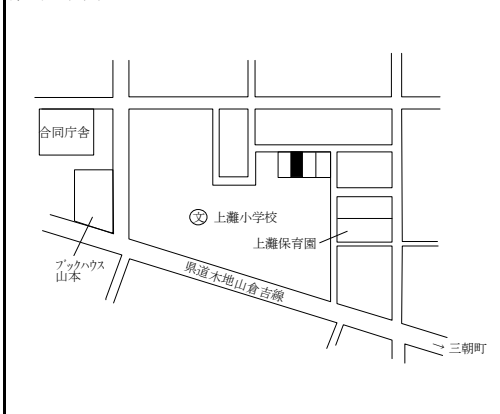 合同庁舎
文
上灘小学校
上灘保育園
ブックハウス
山本
県道木地山倉吉線
→ 三朝町